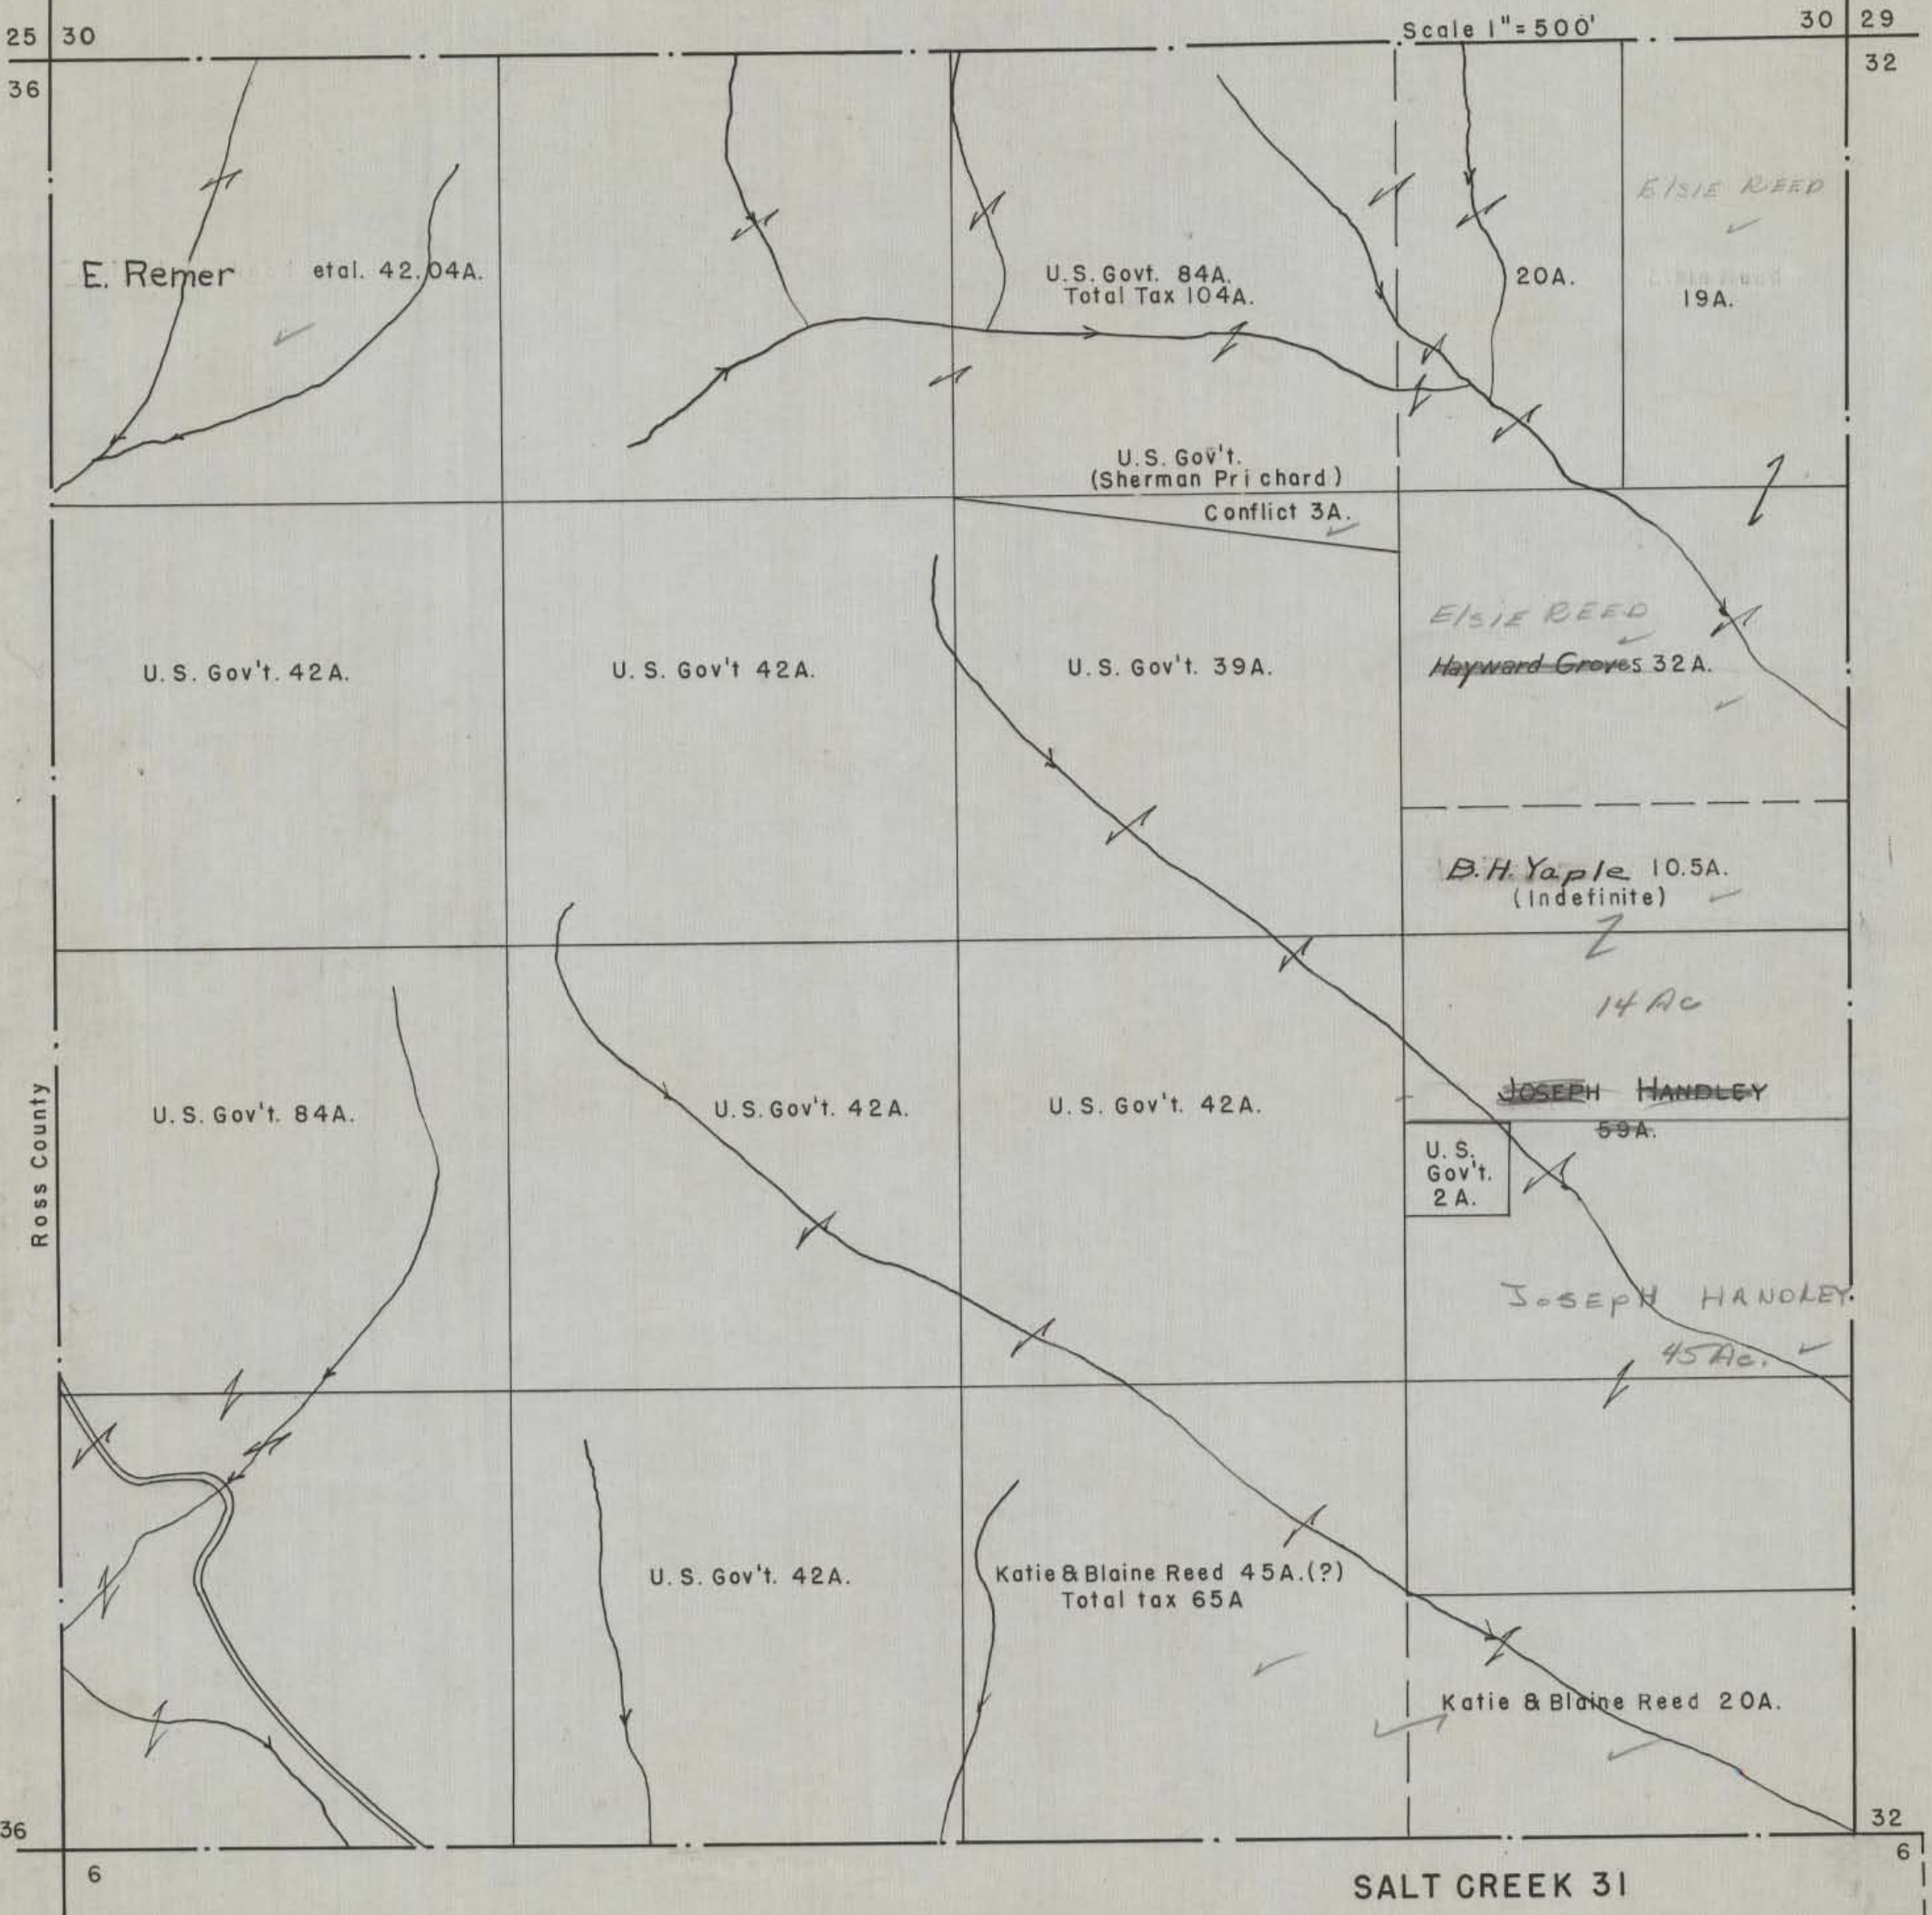 25 30
Scale 1" = 500'
30 29
36
32
E. Remer etal. 42.04A.
U.S. Govt. 84A.
Total Tax 104A.
20A.
Elsie REED
19A.
U.S. Gov't.
(Sherman Prichard)
Conflict 3A.
U.S. Gov't. 42A.
U.S. Gov't 42A.
U.S. Gov't. 39A.
Elsie REED
Hayward Groves 32A.
B.H. Yaple 10.5A.
(Indefinite)
14 Ac
Ross County
U.S. Gov't. 84A.
U.S. Gov't. 42A.
U.S. Gov't. 42A.
JOSEPH HANDLEY
59A.
U.S.
Gov't.
2A.
JOSEPH HANDLEY
45 Ac.
U.S. Gov't. 42A.
Katie & Blaine Reed 45A.(?)
Total tax 65A
Katie & Blaine Reed 20A.
36
32
6
6
SALT CREEK 31